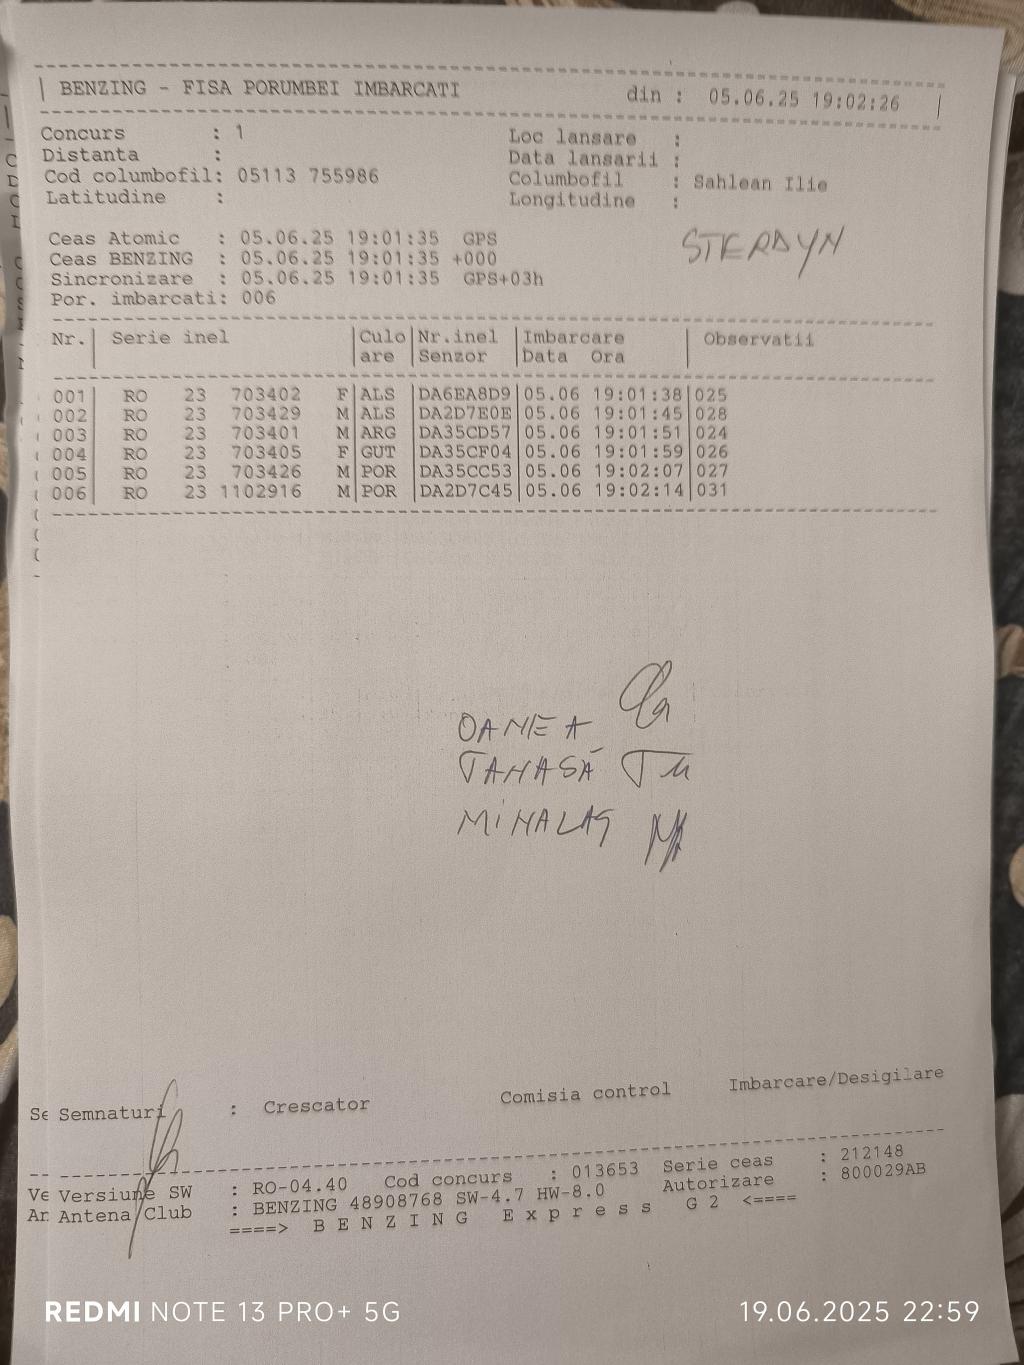 BENZING - FISA PORUMBEI IMBARCATI din : 05.06.25 19:02:26
Concurs : 1 Loc lansare :
Distanta : Data lansarii :
Cod columbofil: 05113 755986 Columbofil : Sahlean Ilie
Latitudine : Longitudine :
STERDYN
Ceas Atomic : 05.06.25 19:01:35 GPS
Ceas BENZING : 05.06.25 19:01:35 +000
Sincronizare : 05.06.25 19:01:35 GPS+03h
Por. imbarcati: 006
Nr. Serie inel Culo Nr.inel Imbarcare Observatii
are Senzor Data Ora
001 RO 23 703402 F ALS DA6EA8D9 05.06 19:01:38 025
002 RO 23 703429 M ALS DA2D7E0E 05.06 19:01:45 028
003 RO 23 703401 M ARG DA35CD57 05.06 19:01:51 024
004 RO 23 703405 F GUT DA35CF04 05.06 19:01:59 026
005 RO 23 703426 M POR DA35CC53 05.06 19:02:07 027
006 RO 23 1102916 M POR DA2D7C45 05.06 19:02:14 031
OANEA
TANASĂ
MIHALAȘ
Semnaturi : Crescator Comisia control Imbarcare/Desigilare
Versiune SW : RO-04.40 Cod concurs : 013653 Serie ceas : 212148
Antena Club : BENZING 48908768 SW-4.7 HW-8.0 Autorizare : 800029AB
====> B E N Z I N G E x p r e s s G 2 <====
REDMI NOTE 13 PRO+ 5G 19.06.2025 22:59